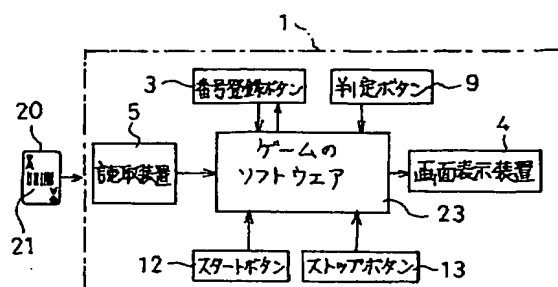 1
3
番号登録ボタン
判定ボタン
9
20
5
4
読取装置
ゲームの
ソフトウエア
画面表示装置
21
23
12
スタートボタン
ストップボタン
13